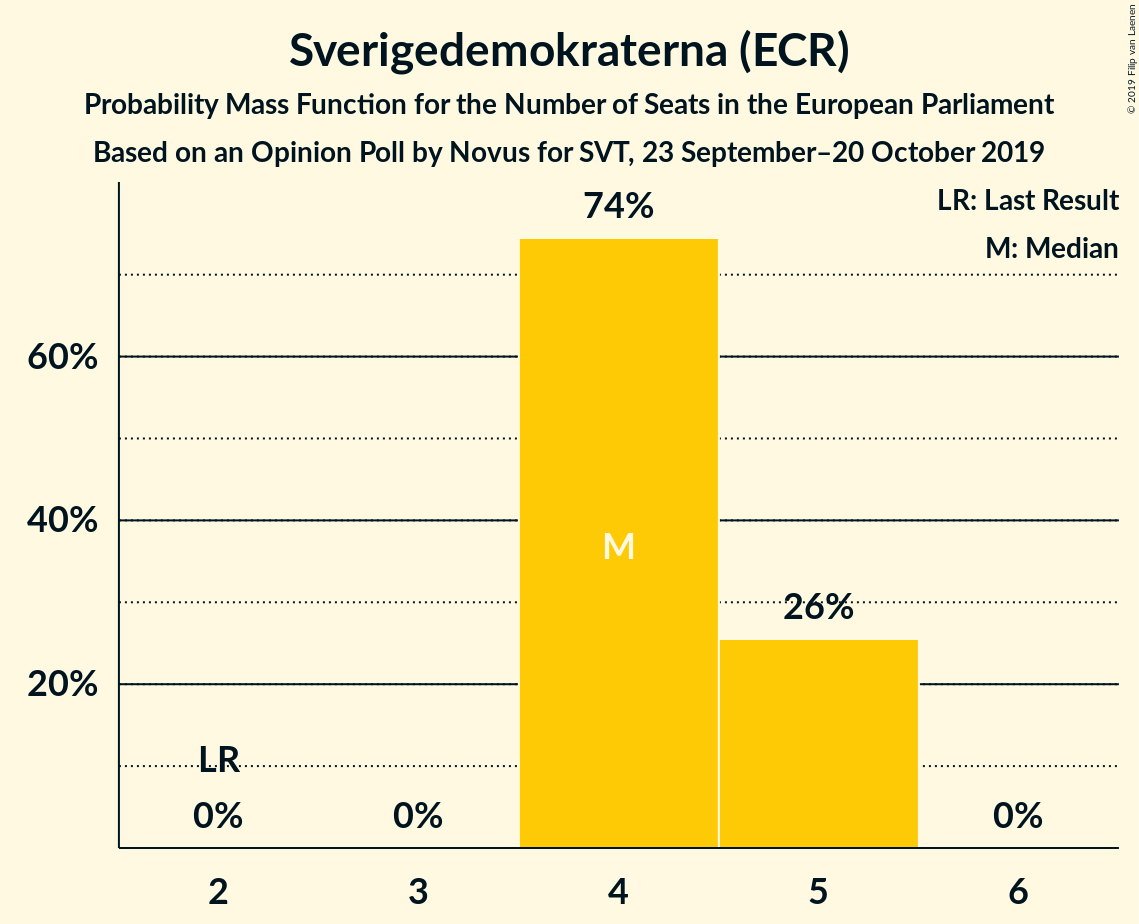 Sverigedemokraterna (ECR)
Probability Mass Function for the Number of Seats in the European Parliament
Based on an Opinion Poll by Novus for SVT, 23 September–20 October 2019
© 2019 Filip van Laenen
LR: Last Result
M: Median
74%
60%
40%
M
26%
20%
LR
0%
0%
0%
2
3
4
5
6